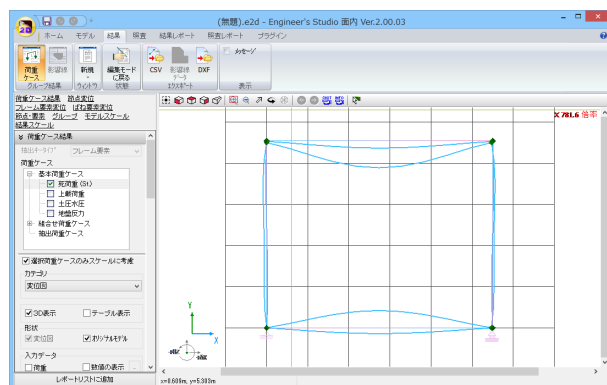 (無題).e2d - Engineer's Studio 面内 Ver.2.00.03
ホーム モデル 結果 照査 結果レポート 照査レポート プラグイン
荷重ケース 影響線 新規 編集モードに戻る CSV 影響線データ DXF メッセージ
グループ結果 ウィンドウ 状態 エクスポート 表示
荷重ケース結果 節点変位
フレーム要素変位 ばね要素変位
節点・要素 グループ モデルスケール
結果スケール
荷重ケース結果
抽出キータイプ フレーム要素
荷重ケース
基本荷重ケース
死荷重(St)
上載荷重
土圧水圧
地盤反力
組合せ荷重ケース
抽出荷重ケース
選択荷重ケースのみスケールに考慮
カテゴリ
変位図
3D表示 テーブル表示
形状
変位図 オリジナルモデル
入力データ
荷重 数値の表示
レポートリストに追加
X 781.6 倍率
Y
X
x=8.609m, y=5.303m